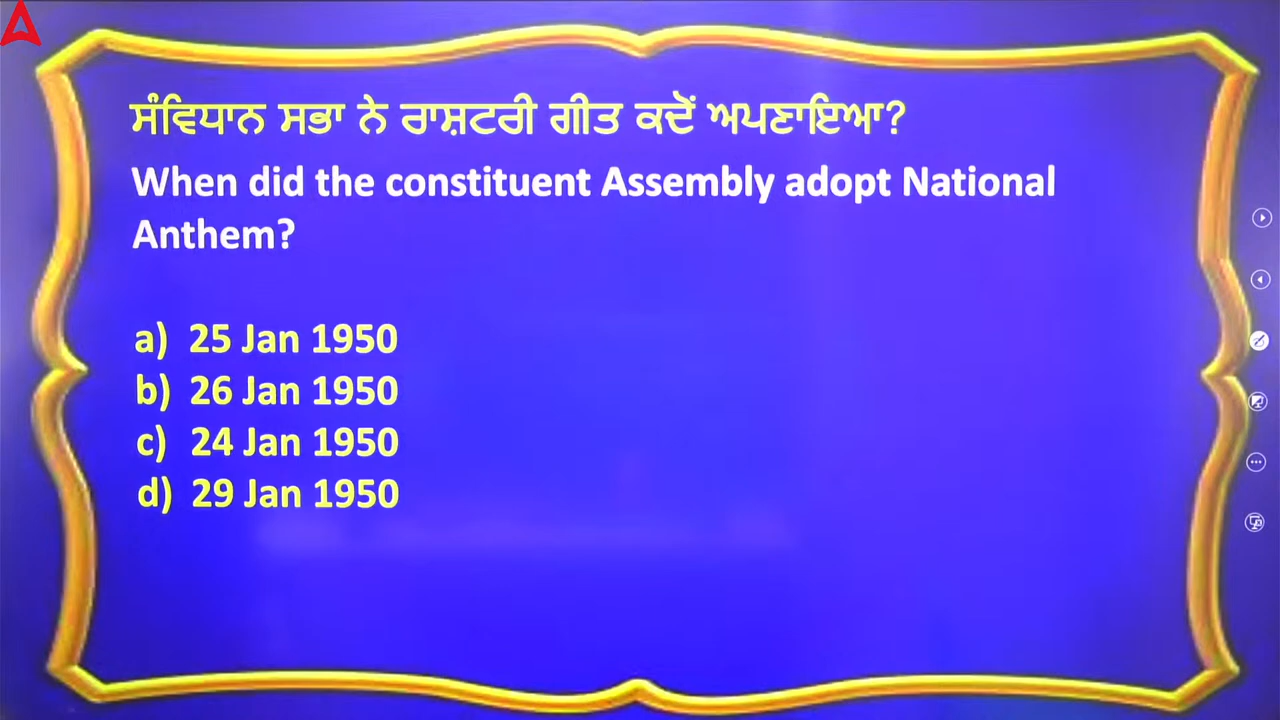 ਸੰਵਿਧਾਨ ਸਭਾ ਨੇ ਰਾਸ਼ਟਰੀ ਗੀਤ ਕਦੋਂ ਅਪਣਾਇਆ?
When did the constituent Assembly adopt National
Anthem?
a) 25 Jan 1950
b) 26 Jan 1950
c) 24 Jan 1950
d) 29 Jan 1950